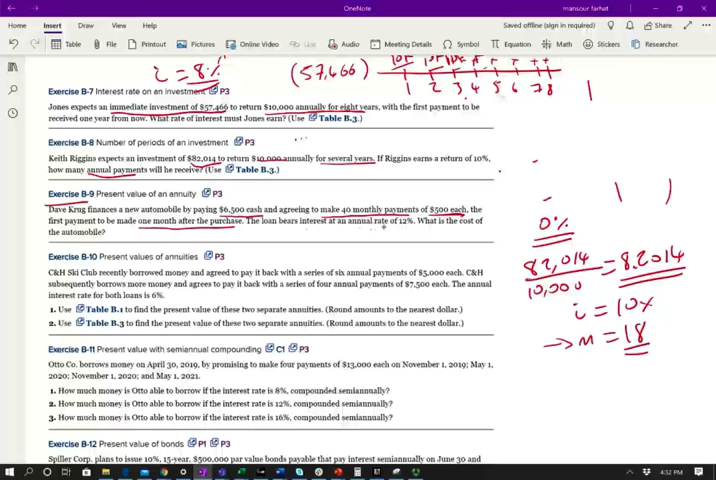 OneNote
mansour farhat
Home Insert Draw View Help
Saved offline (sign in required) Share
Table File Printout Pictures Online Video Audio Meeting Details Symbol Equation Math Stickers Researcher
i = 8% (57,466)
1 2 3 4 5 6 7 8
Exercise B-7 Interest rate on an investment P3
Jones expects an immediate investment of $57,466 to return $10,000 annually for eight years, with the first payment to be
received one year from now. What rate of interest must Jones earn? (Use Table B.3.)
Exercise B-8 Number of periods of an investment P3
Keith Riggins expects an investment of $82,014 to return $10,000 annually for several years. If Riggins earns a return of 10%,
how many annual payments will he receive? (Use Table B.3.)
Exercise B-9 Present value of an annuity P3
Dave Krug finances a new automobile by paying $6,500 cash and agreeing to make 40 monthly payments of $500 each, the
first payment to be made one month after the purchase. The loan bears interest at an annual rate of 12%. What is the cost of
the automobile?
0%
82,014 = 8.2014
10,000
i = 10%
→ n = 18
Exercise B-10 Present values of annuities P3
C&H Ski Club recently borrowed money and agreed to pay it back with a series of six annual payments of $5,000 each. C&H
subsequently borrows more money and agrees to pay it back with a series of four annual payments of $7,500 each. The annual
interest rate for both loans is 6%.
1. Use Table B.1 to find the present value of these two separate annuities. (Round amounts to the nearest dollar.)
2. Use Table B.3 to find the present value of these two separate annuities. (Round amounts to the nearest dollar.)
Exercise B-11 Present value with semiannual compounding C1 P3
Otto Co. borrows money on April 30, 2019, by promising to make four payments of $13,000 each on November 1, 2019; May 1,
2020; November 1, 2020; and May 1, 2021.
1. How much money is Otto able to borrow if the interest rate is 8%, compounded semiannually?
2. How much money is Otto able to borrow if the interest rate is 12%, compounded semiannually?
3. How much money is Otto able to borrow if the interest rate is 16%, compounded semiannually?
Exercise B-12 Present value of bonds P1 P3
Spiller Corp. plans to issue 10%, 15-year, $500,000 par value bonds payable that pay interest semiannually on June 30 and
4:32 PM